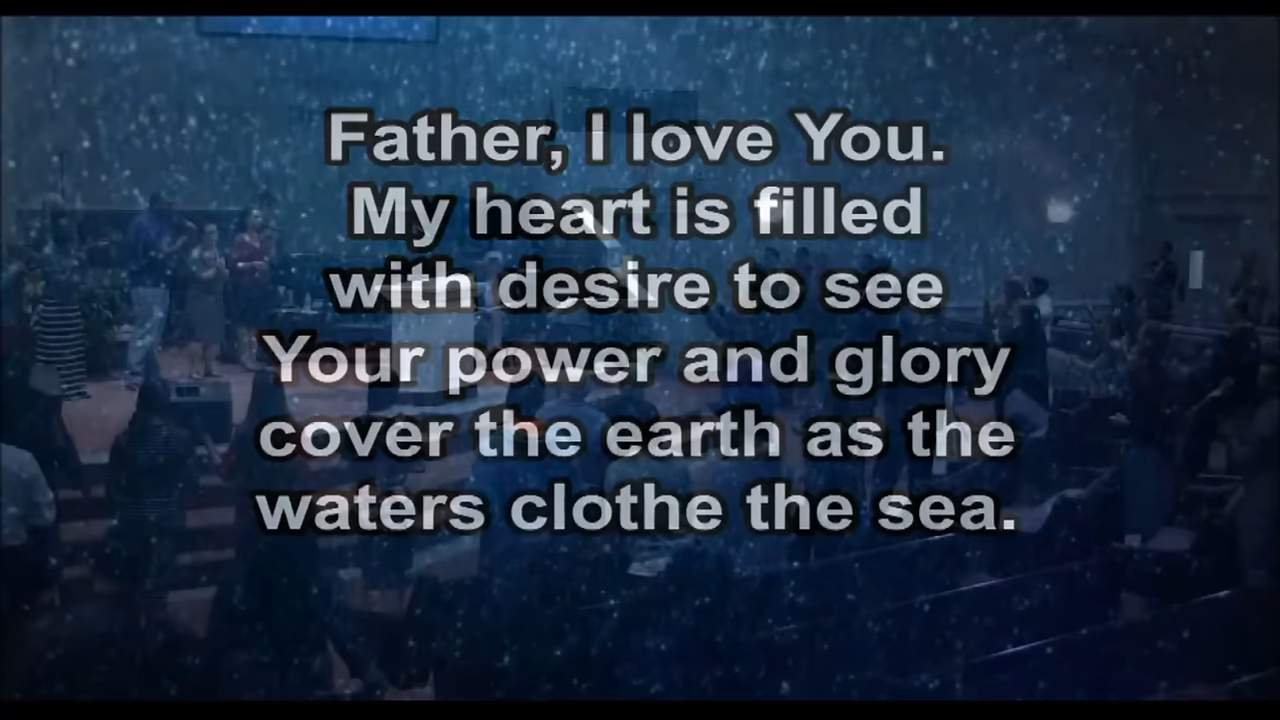 Father, I love You.
My heart is filled
with desire to see
Your power and glory
cover the earth as the
waters clothe the sea.